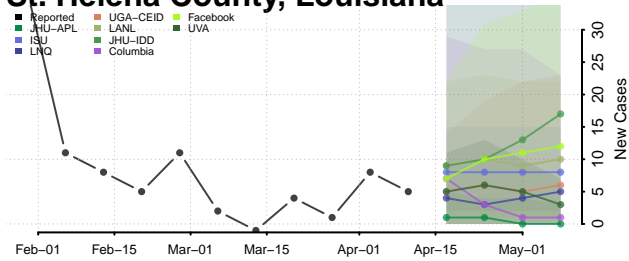 St. Helena County, Louisiana
Reported
JHU-APL
ISU
LNQ
UGA-CEID
LANL
JHU-IDD
Columbia
Facebook
UVA
30
25
20
15
10
5
0
New Cases
Feb-01 Feb-15 Mar-01 Mar-15 Apr-01 Apr-15 May-01